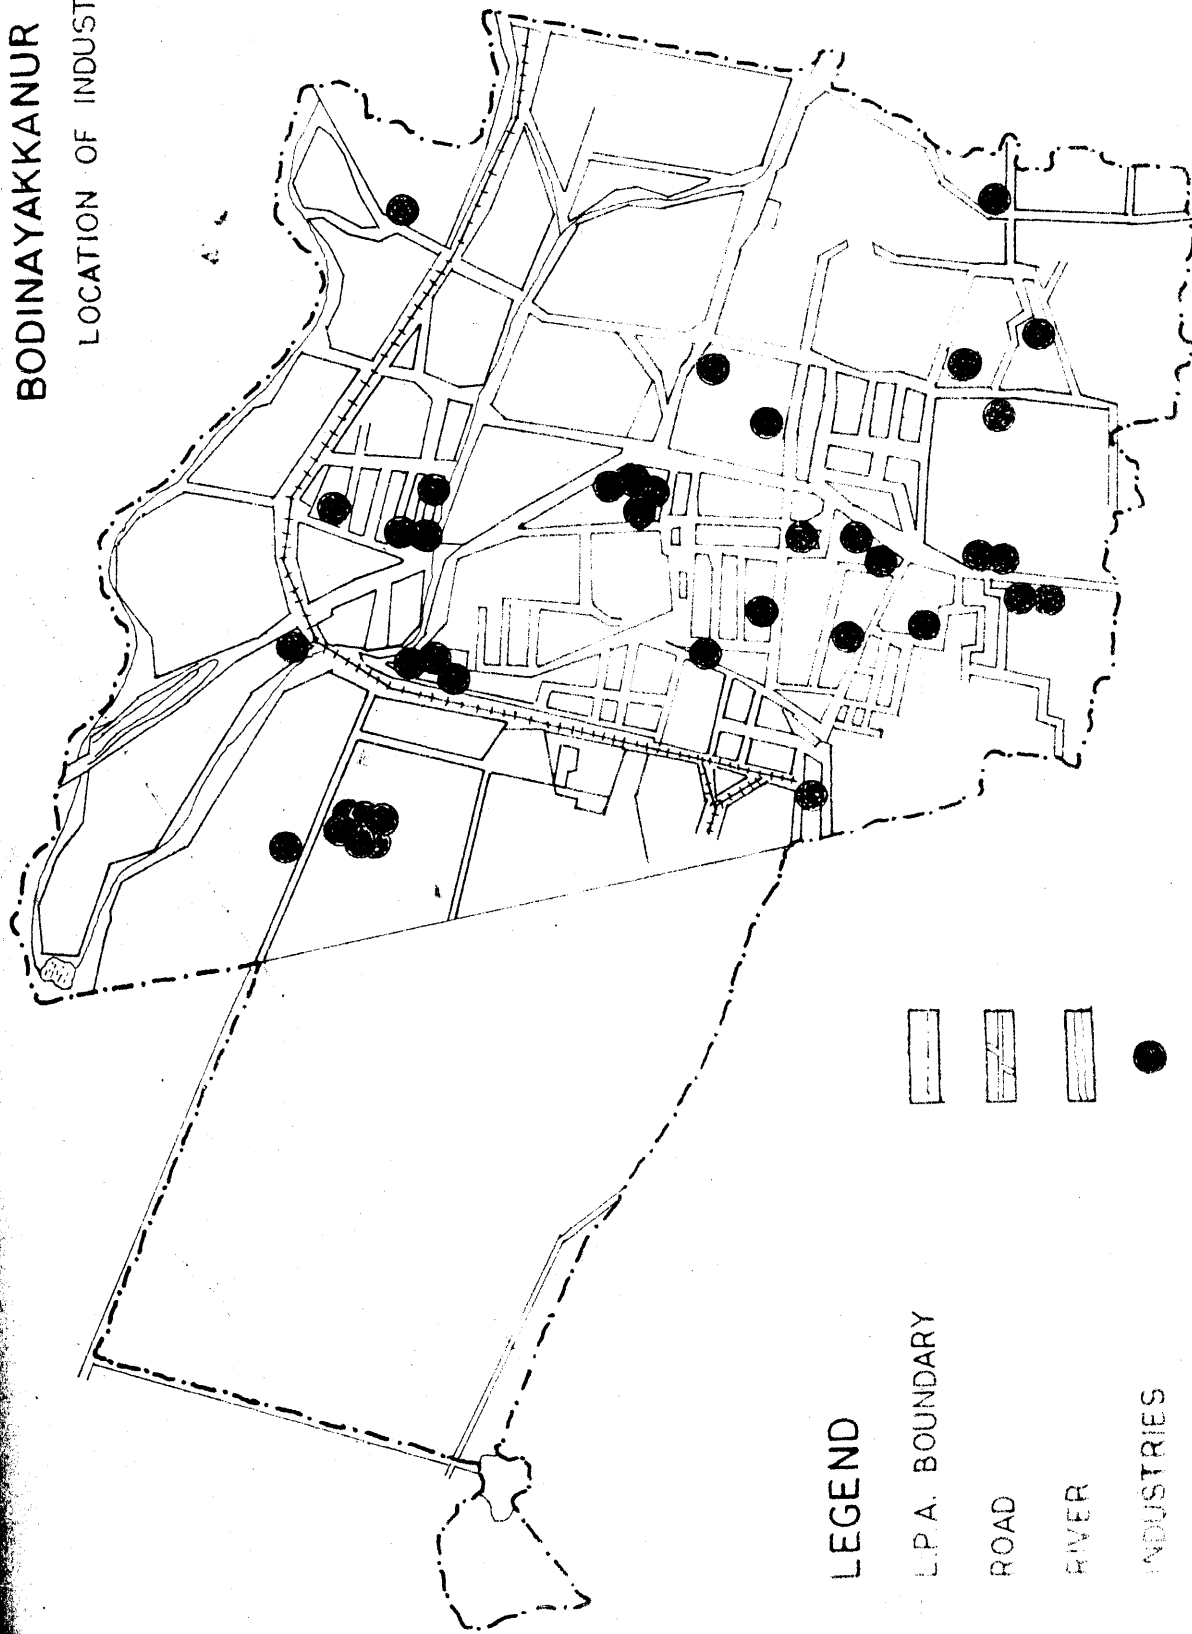 BODINAYAKKANUR
LOCATION OF INDUST
LEGEND
L.P.A. BOUNDARY
ROAD
RIVER
INDUSTRIES